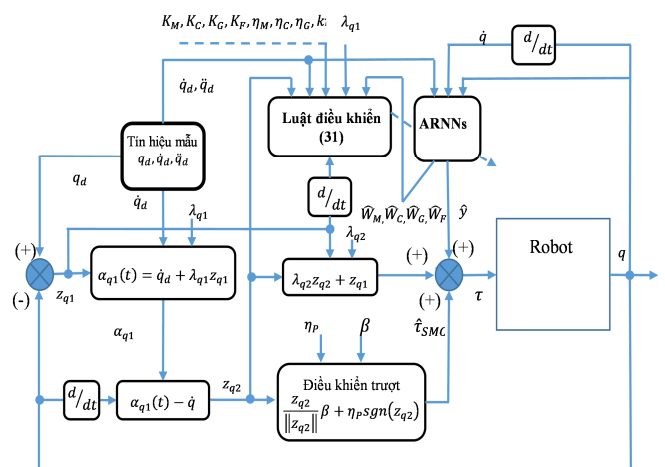 K_M, K_C, K_G, K_F, η_M, η_C, η_G, k
λ_q1
q̇
d/dt
q̇_d, q̈_d
Luật điều khiển
(31)
ARNNs
Tín hiệu mẫu
q_d, q̇_d, q̈_d
q_d
q̇_d
λ_q1
d/dt
Ŵ_M, Ŵ_C, Ŵ_G, Ŵ_F
ŷ
λ_q2
(+)
(+)
(+)
Robot
q
α_q1(t) = q̇_d + λ_q1 z_q1
λ_q2 z_q2 + z_q1
(-)
z_q1
(+)
τ
α_q1
η_P
β
τ̂_SMC
d/dt
α_q1(t) − q̇
z_q2
Điều khiển trượt
z_q2/‖z_q2‖ β + η_P sgn(z_q2)